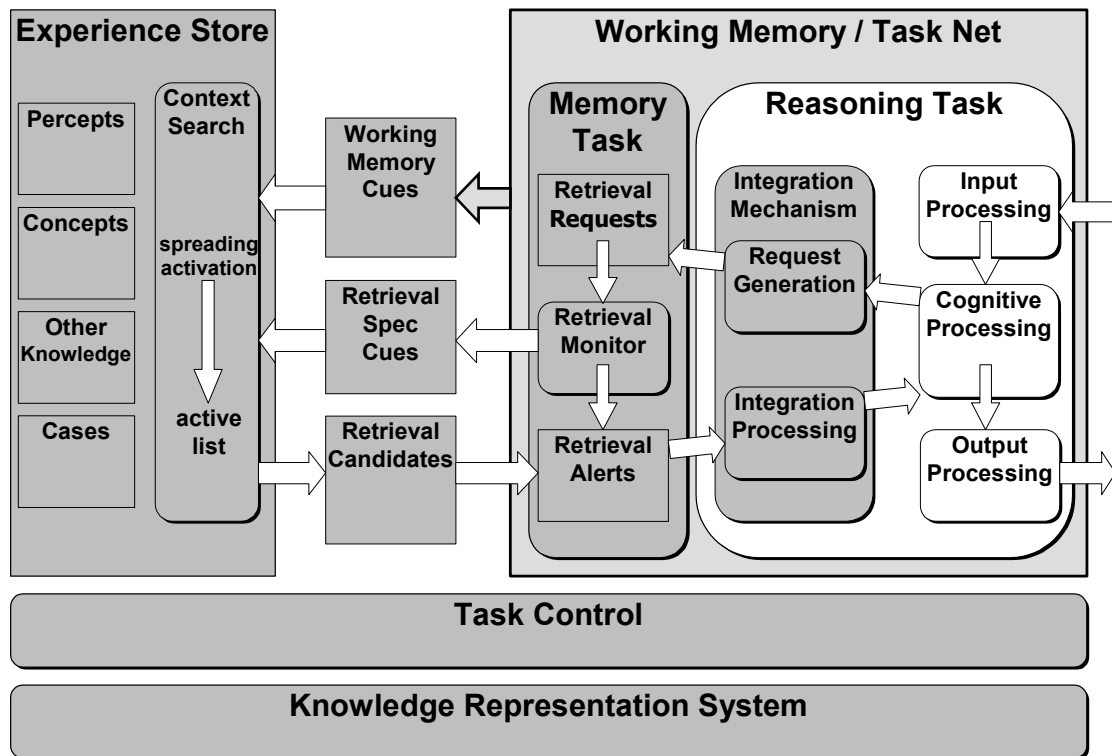 Experience Store
Percepts
Concepts
Other
Knowledge
Cases
Context
Search
spreading
activation
active
list
Working
Memory
Cues
Retrieval
Spec
Cues
Retrieval
Candidates
Working Memory / Task Net
Memory
Task
Retrieval
Requests
Retrieval
Monitor
Retrieval
Alerts
Reasoning Task
Integration
Mechanism
Request
Generation
Integration
Processing
Input
Processing
Cognitive
Processing
Output
Processing
Task Control
Knowledge Representation System